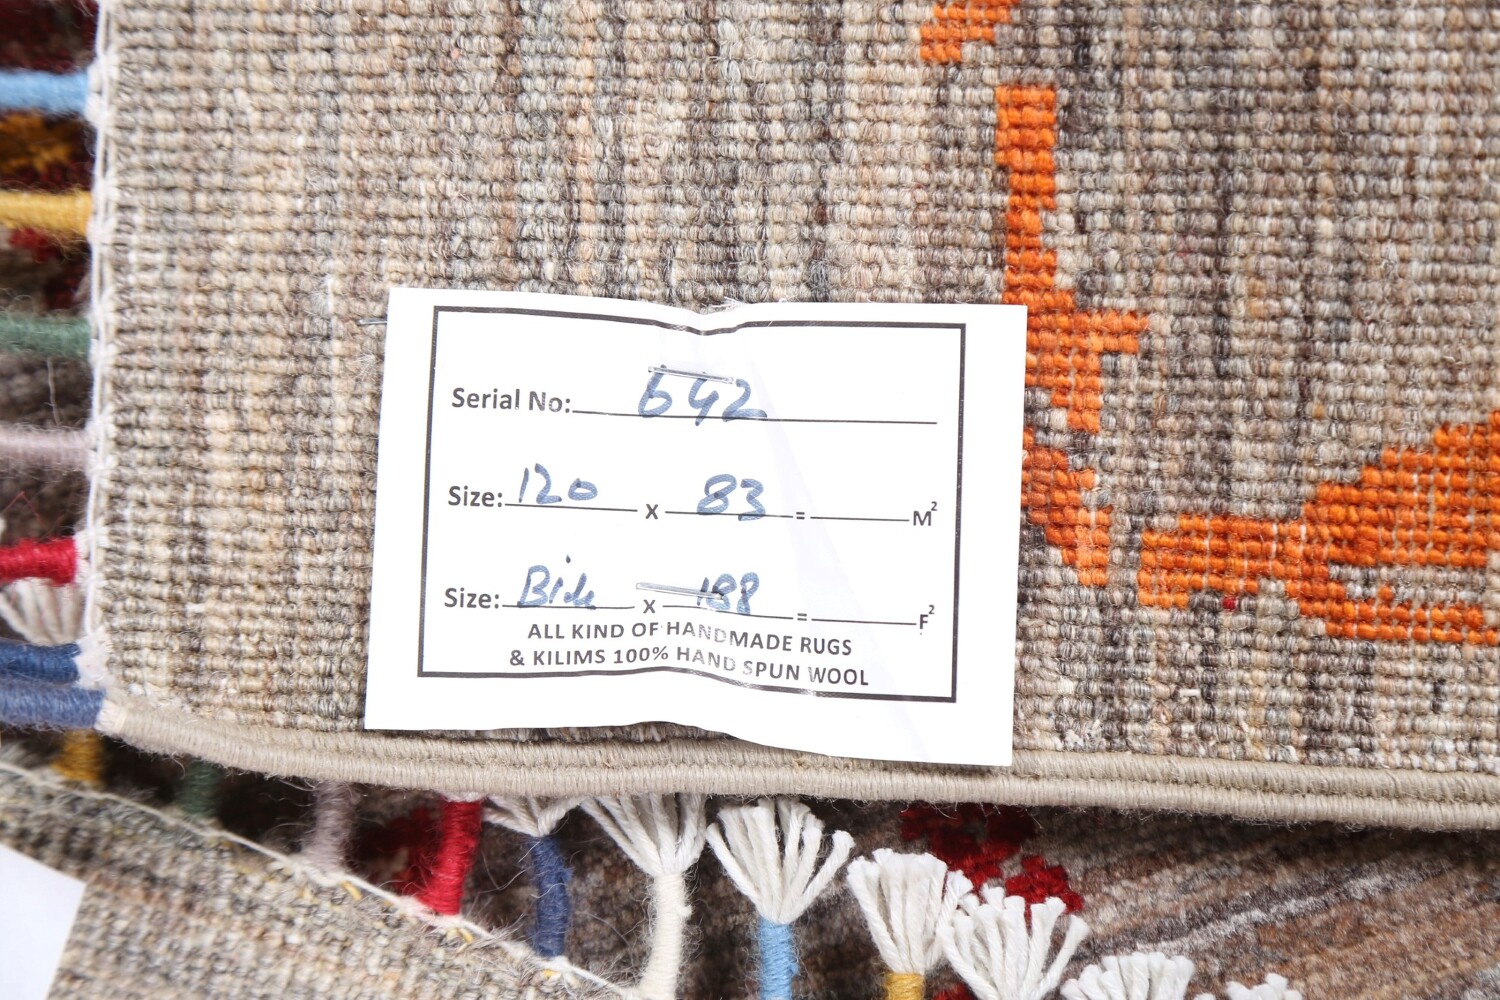 Serial No: 642
Size: 120 x 83 = M²
Size: x 188 = F²
ALL KIND OF HANDMADE RUGS
& KILIMS 100% HAND SPUN WOOL